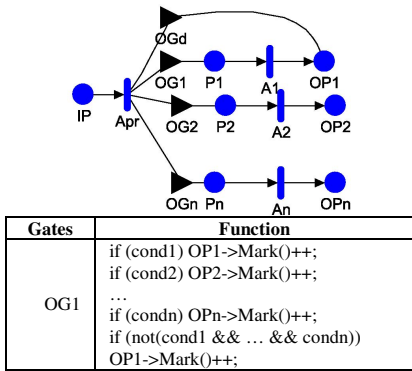 OGd
OG1 P1 A1 OP1
IP Apr OG2 P2 A2 OP2
OGn Pn An OPn
Gates Function
OG1
if (cond1) OP1->Mark()++;
if (cond2) OP2->Mark()++;
…
if (condn) OPn->Mark()++;
if (not(cond1 && … && condn))
OP1->Mark()++;